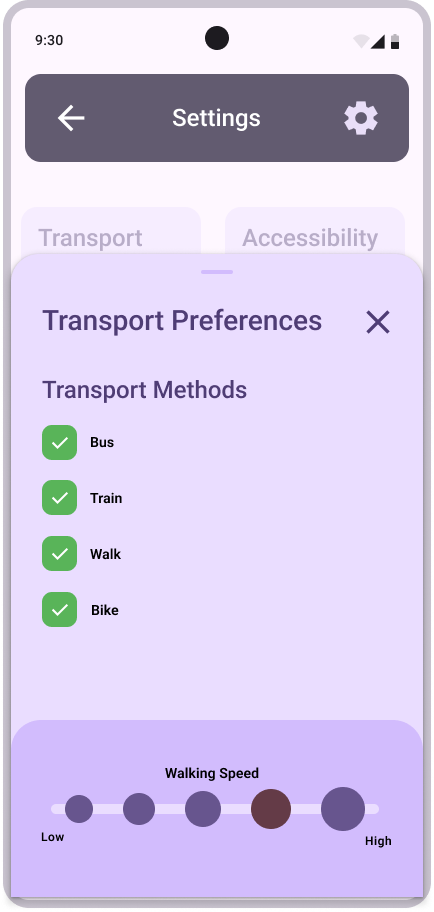 9:30
Settings
Transport
Accessibility
Transport Preferences
Transport Methods
Bus
Train
Walk
Bike
Walking Speed
Low
High